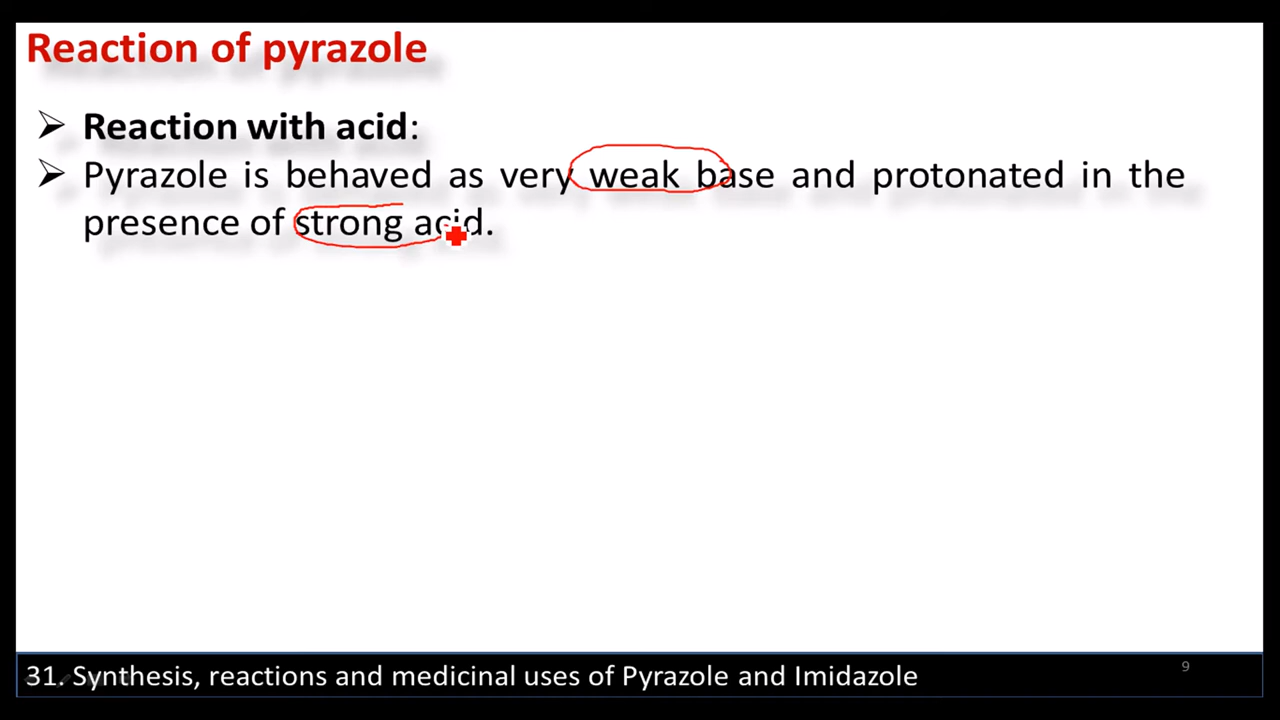 Reaction of pyrazole
➢ Reaction with acid:
➢ Pyrazole is behaved as very weak base and protonated in the
presence of strong acid.
31. Synthesis, reactions and medicinal uses of Pyrazole and Imidazole
9